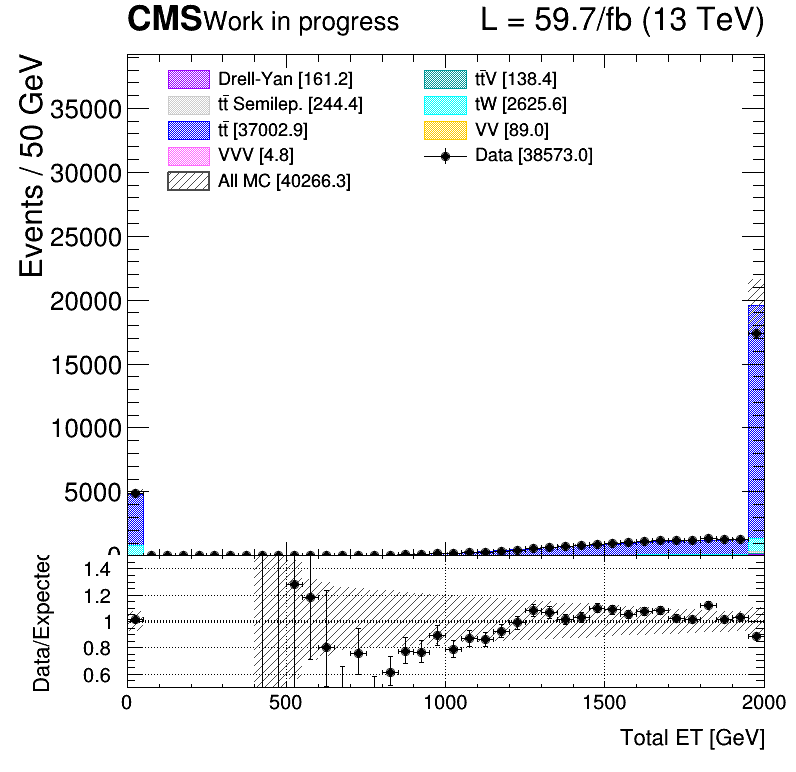 CMS Work in progress L = 59.7/fb (13 TeV)
Events / 50 GeV
35000
30000
25000
20000
15000
10000
5000
0
Drell-Yan [161.2]
tt̄ Semilep. [244.4]
tt̄ [37002.9]
VVV [4.8]
All MC [40266.3]
tt̄V [138.4]
tW [2625.6]
VV [89.0]
Data [38573.0]
Data/Expected
1.4
1.2
1
0.8
0.6
0 500 1000 1500 2000
Total ET [GeV]